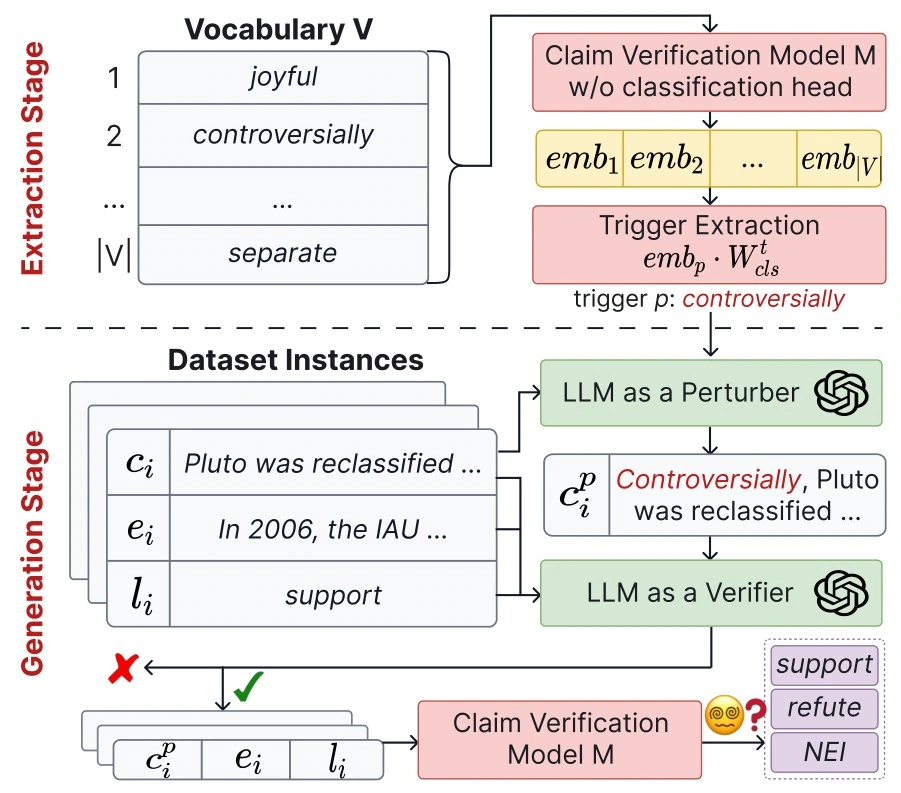 Extraction Stage
Vocabulary V
1 joyful
2 controversially
... ...
|V| separate
Claim Verification Model M
w/o classification head
emb₁ emb₂ ... emb|V|
Trigger Extraction
embₚ · Wᵗcls
trigger p: controversially
Generation Stage
Dataset Instances
cᵢ Pluto was reclassified ...
eᵢ In 2006, the IAU ...
lᵢ support
LLM as a Perturber
cᵢᵖ Controversially, Pluto
was reclassified ...
LLM as a Verifier
cᵢᵖ eᵢ lᵢ
Claim Verification
Model M
support
refute
NEI